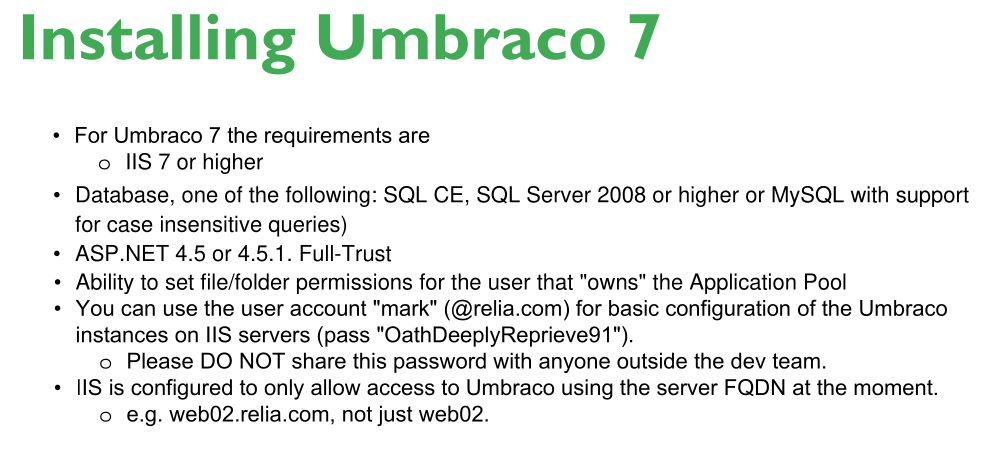 Installing Umbraco 7
• For Umbraco 7 the requirements are
o IIS 7 or higher
• Database, one of the following: SQL CE, SQL Server 2008 or higher or MySQL with support
for case insensitive queries)
• ASP.NET 4.5 or 4.5.1. Full-Trust
• Ability to set file/folder permissions for the user that "owns" the Application Pool
• You can use the user account "mark" (@relia.com) for basic configuration of the Umbraco
instances on IIS servers (pass "OathDeeplyReprieve91").
o Please DO NOT share this password with anyone outside the dev team.
• IIS is configured to only allow access to Umbraco using the server FQDN at the moment.
o e.g. web02.relia.com, not just web02.